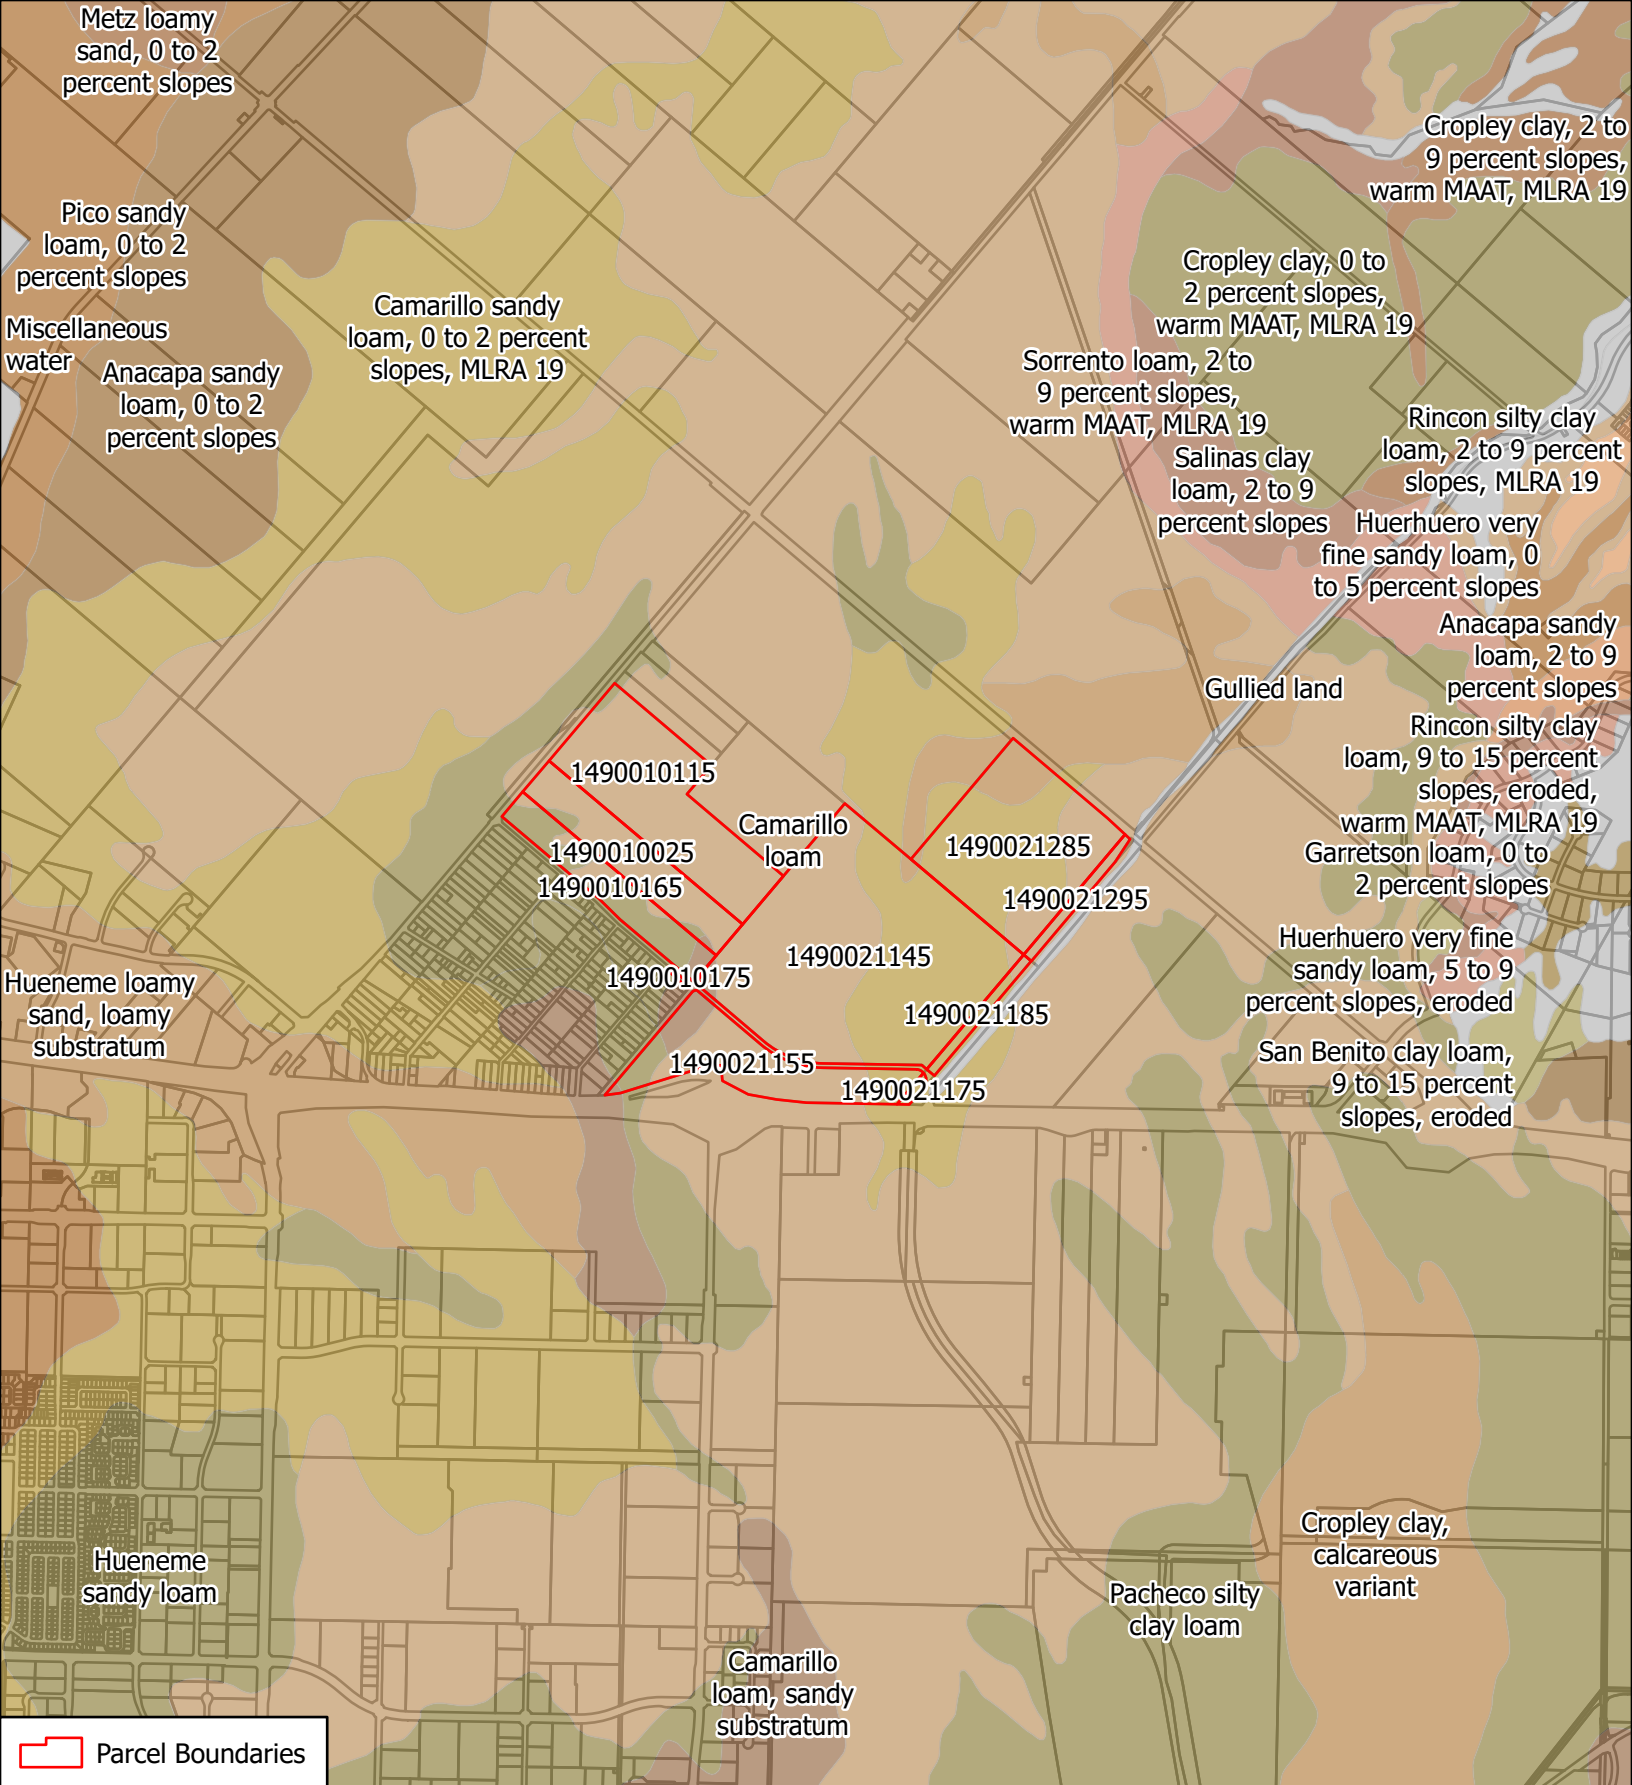 Metz loamy
sand, 0 to 2
percent slopes
Cropley clay, 2 to
9 percent slopes,
warm MAAT, MLRA 19
Pico sandy
loam, 0 to 2
percent slopes
Cropley clay, 0 to
2 percent slopes,
warm MAAT, MLRA 19
Camarillo sandy
loam, 0 to 2 percent
slopes, MLRA 19
Miscellaneous
water
Anacapa sandy
loam, 0 to 2
percent slopes
Sorrento loam, 2 to
9 percent slopes,
warm MAAT, MLRA 19
Rincon silty clay
loam, 2 to 9 percent
slopes, MLRA 19
Salinas clay
loam, 2 to 9
percent slopes
Huerhuero very
fine sandy loam, 0
to 5 percent slopes
Anacapa sandy
loam, 2 to 9
percent slopes
Gullied land
Rincon silty clay
loam, 9 to 15 percent
slopes, eroded,
warm MAAT, MLRA 19
1490010115
Camarillo
loam
1490021285
1490010025
Garretson loam, 0 to
2 percent slopes
1490010165
1490021295
Huerhuero very fine
sandy loam, 5 to 9
percent slopes, eroded
1490021145
1490010175
Hueneme loamy
sand, loamy
substratum
1490021185
San Benito clay loam,
9 to 15 percent
slopes, eroded
1490021155
1490021175
Cropley clay,
calcareous
variant
Hueneme
sandy loam
Pacheco silty
clay loam
Camarillo
loam, sandy
substratum
Parcel Boundaries